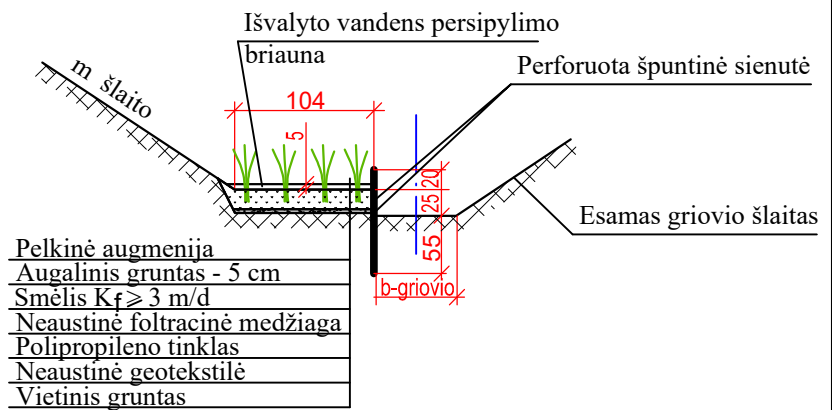 Išvalyto vandens persipylimo
briauna
Perforuota špuntinė sienutė
m šlaito
104
5
20
25
55
b-griovio
Esamas griovio šlaitas
Pelkinė augmenija
Augalinis gruntas - 5 cm
Smėlis Kf ⩾ 3 m/d
Neaustinė foltracinė medžiaga
Polipropileno tinklas
Neaustinė geotekstilė
Vietinis gruntas